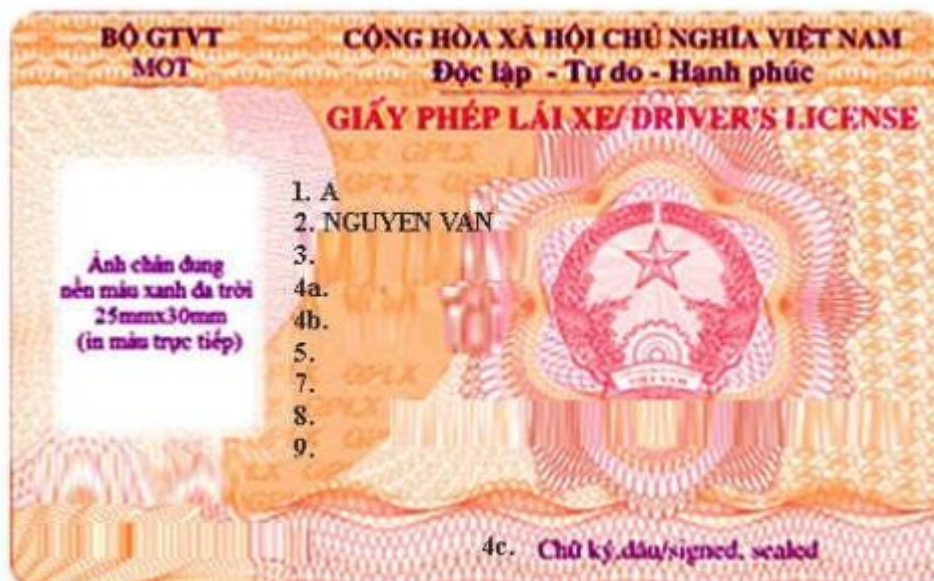 BỘ GTVT
MOT
CỘNG HÒA XÃ HỘI CHỦ NGHĨA VIỆT NAM
Độc lập - Tự do - Hạnh phúc
GIẤY PHÉP LÁI XE/ DRIVER'S LICENSE
Ảnh chân dung
nền màu xanh da trời
25mmx30mm
(in màu trực tiếp)
1. A
2. NGUYEN VAN
3.
4a.
4b.
5.
7.
8.
9.
VIỆT NAM
4c. Chữ ký,dấu/signed, sealed